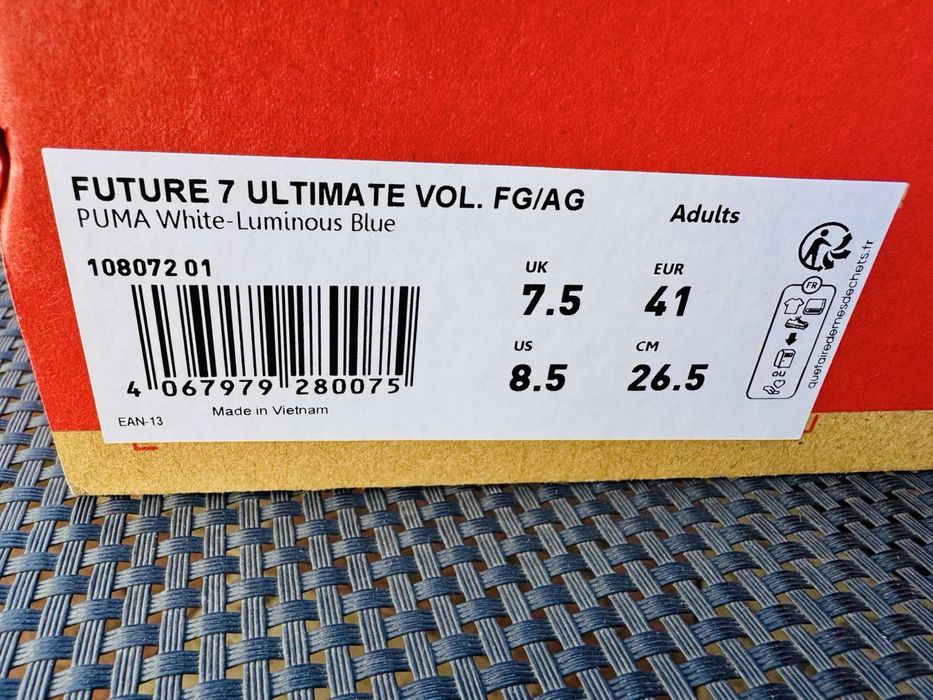 FUTURE 7 ULTIMATE VOL. FG/AG
PUMA White-Luminous Blue
Adults
108072 01
4 067979 280075
EAN-13
Made in Vietnam
UK
7.5
EUR
41
US
8.5
CM
26.5
FR
OU
quefairedemesdechets.fr